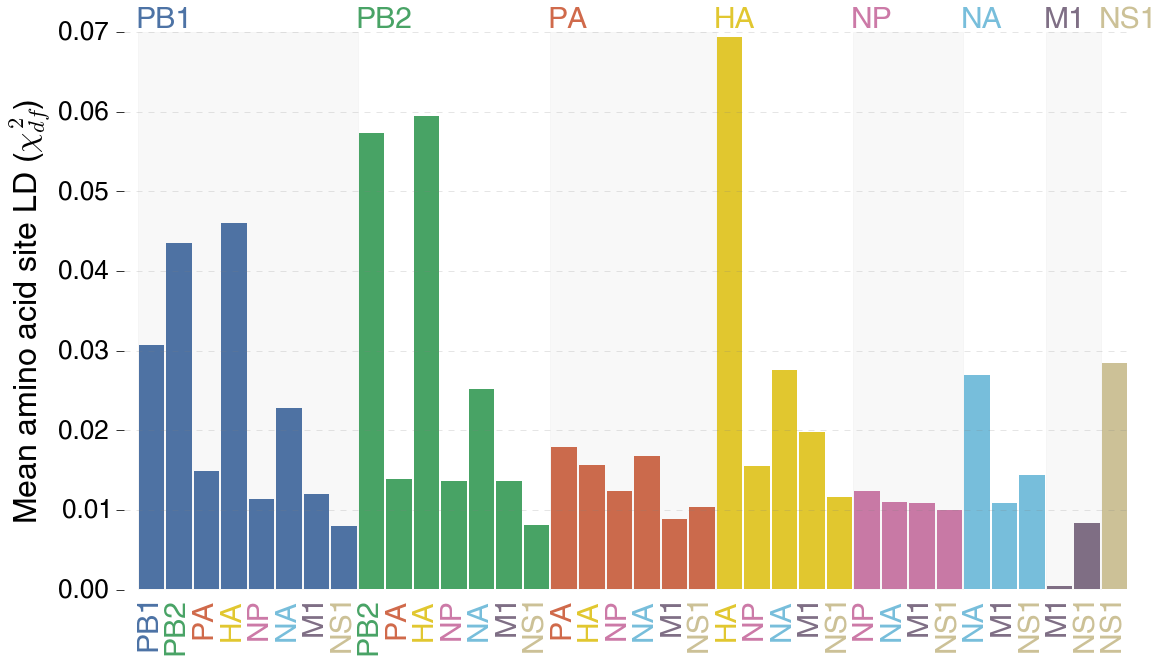 PB1 PB2 PA HA NP NA M1 NS1
Mean amino acid site LD (χ²df)
0.07
0.06
0.05
0.04
0.03
0.02
0.01
0.00
PB1 PB2 PA HA NP NA M1 NS1 PB2 PA HA NP NA M1 NS1 PA HA NP NA M1 NS1 HA NP NA M1 NS1 NP NA M1 NS1 NA M1 NS1 M1 NS1 NS1